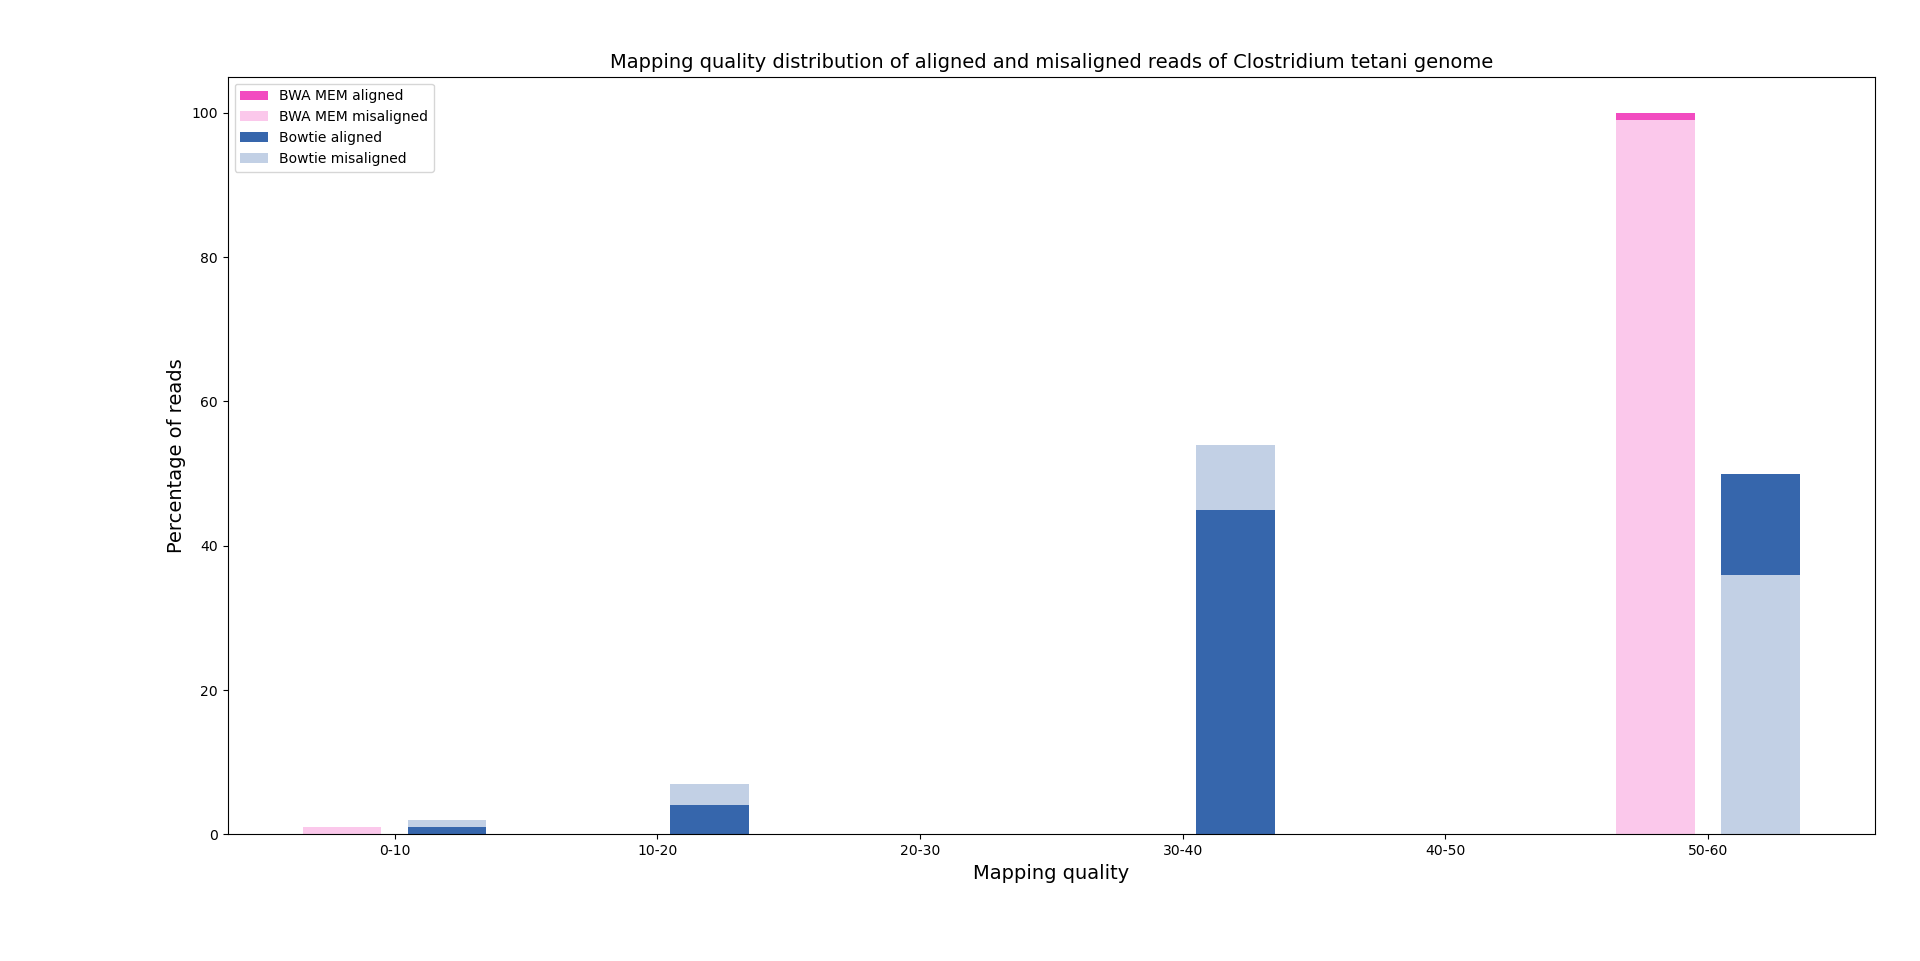 Mapping quality distribution of aligned and misaligned reads of Clostridium tetani genome
BWA MEM aligned
BWA MEM misaligned
Bowtie aligned
Bowtie misaligned
Percentage of reads
100
80
60
40
20
0
0-10 10-20 20-30 30-40 40-50 50-60
Mapping quality